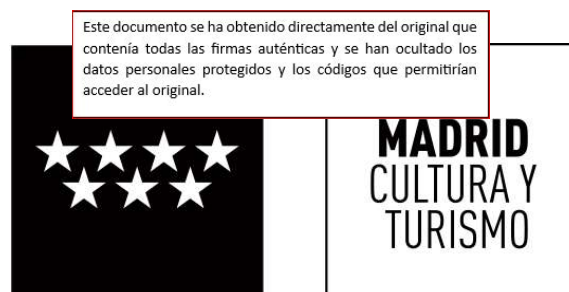 Este documento se ha obtenido directamente del original que
contenía todas las firmas auténticas y se han ocultado los
datos personales protegidos y los códigos que permitirían
acceder al original.
MADRID
CULTURA Y
TURISMO